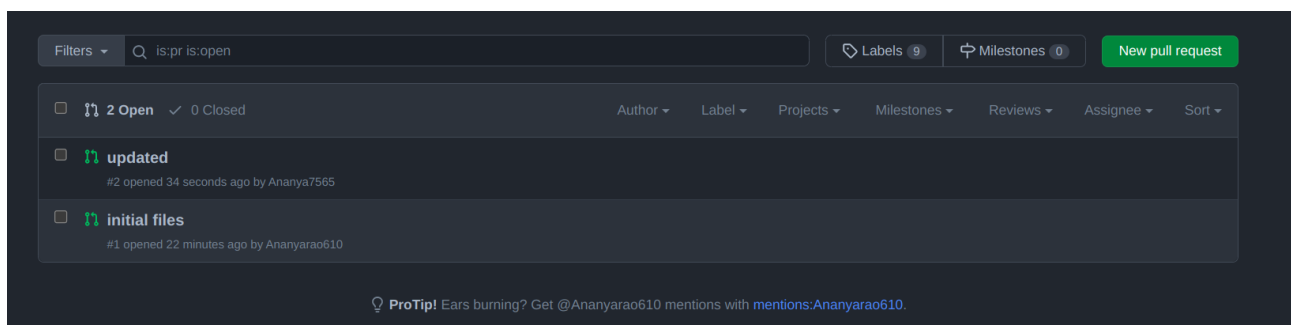 Filters is:pr is:open Labels 9 Milestones 0 New pull request
2 Open 0 Closed Author Label Projects Milestones Reviews Assignee Sort
updated
#2 opened 34 seconds ago by Ananya7565
initial files
#1 opened 22 minutes ago by Ananyarao610
ProTip! Ears burning? Get @Ananyarao610 mentions with mentions:Ananyarao610.